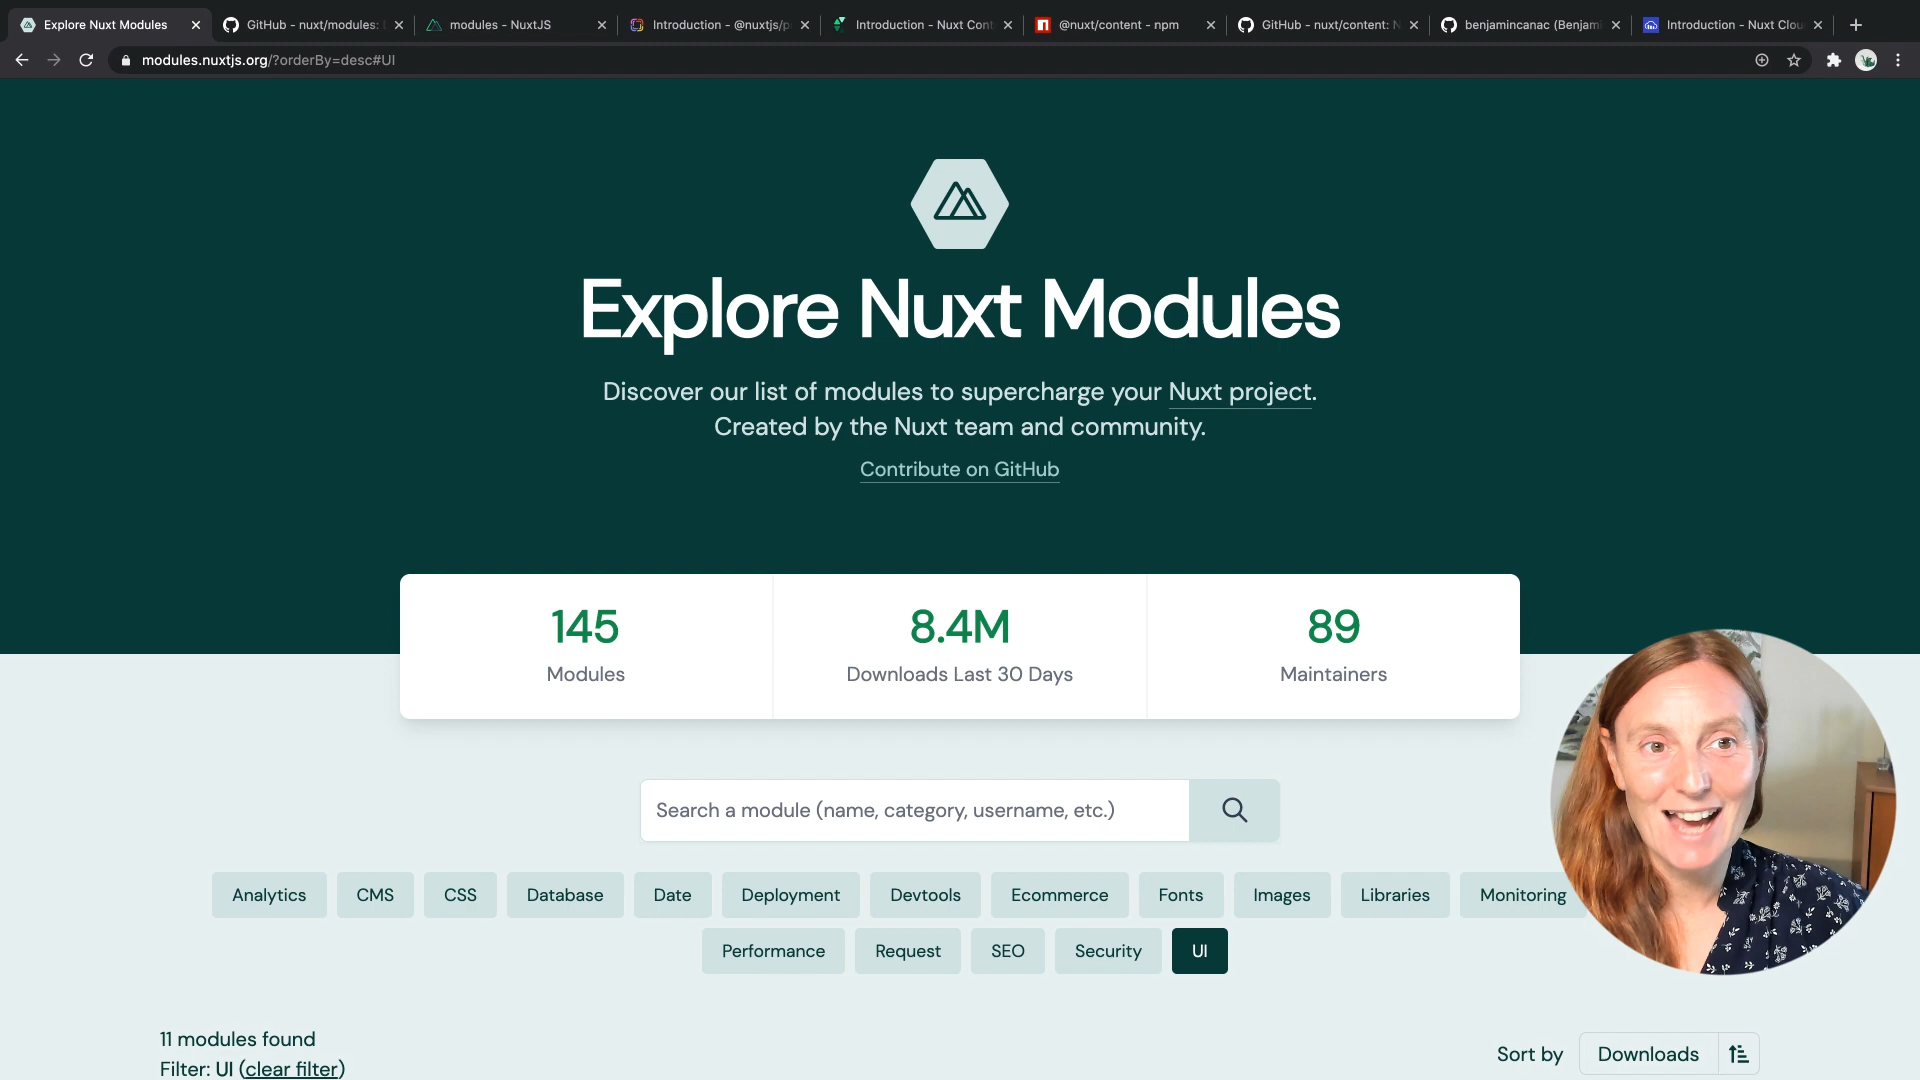 Explore Nuxt Modules
GitHub - nuxt/modules:
modules - NuxtJS
Introduction - @nuxtjs/p
Introduction - Nuxt Cont
@nuxt/content - npm
GitHub - nuxt/content: N
benjamincanac (Benjam
Introduction - Nuxt Clou
modules.nuxtjs.org/?orderBy=desc#UI
Explore Nuxt Modules
Discover our list of modules to supercharge your Nuxt project.
Created by the Nuxt team and community.
Contribute on GitHub
145
Modules
8.4M
Downloads Last 30 Days
89
Maintainers
Search a module (name, category, username, etc.)
Analytics
CMS
CSS
Database
Date
Deployment
Devtools
Ecommerce
Fonts
Images
Libraries
Monitoring
Performance
Request
SEO
Security
UI
11 modules found
Filter: UI (clear filter)
Sort by
Downloads